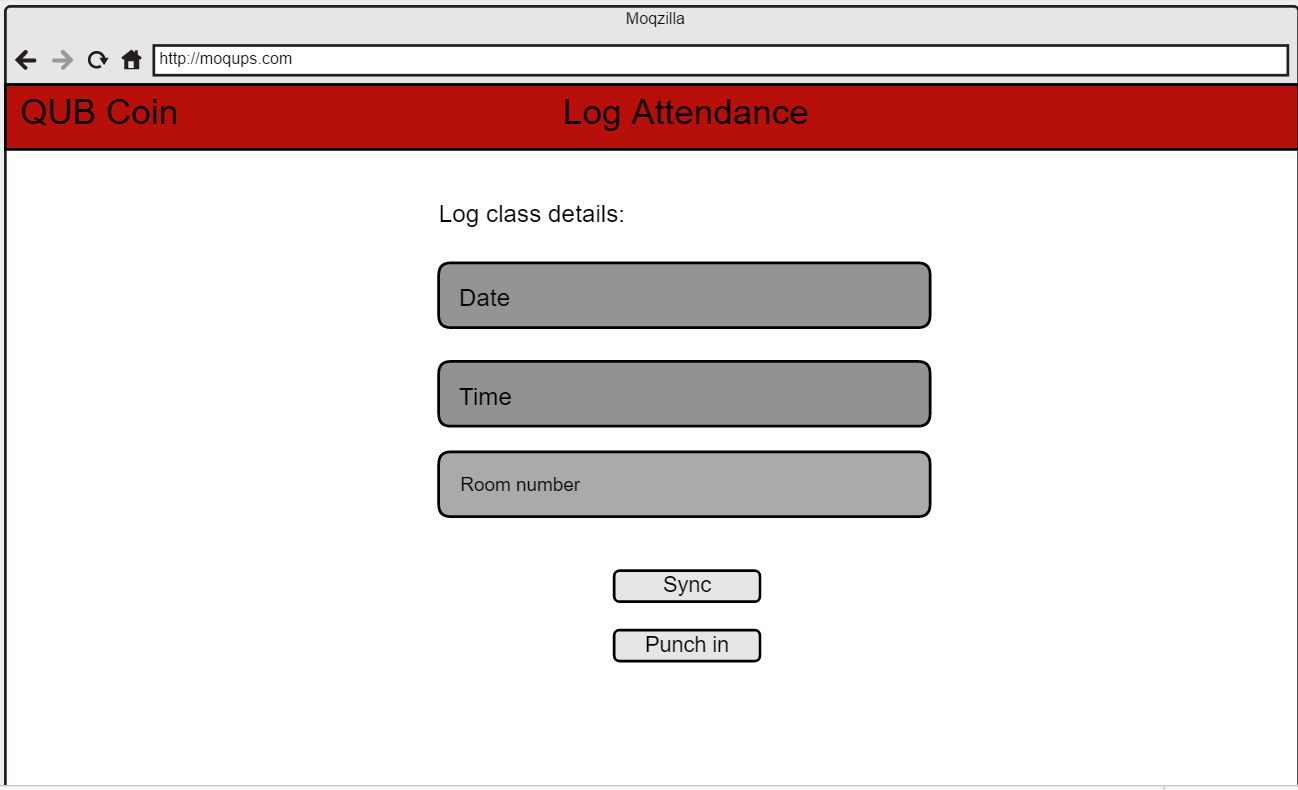 Moqzilla
http://moqups.com
QUB Coin
Log Attendance
Log class details:
Date
Time
Room number
Sync
Punch in